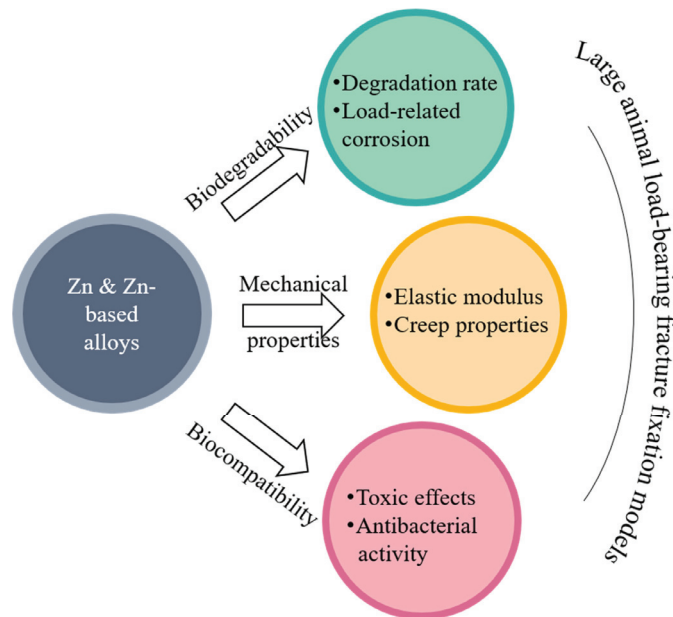 Zn & Zn-
based
alloys
Biodegradability
•Degradation rate
•Load-related
corrosion
Mechanical
properties
•Elastic modulus
•Creep properties
Biocompatibility
•Toxic effects
•Antibacterial
activity
Large animal load-bearing fracture fixation models